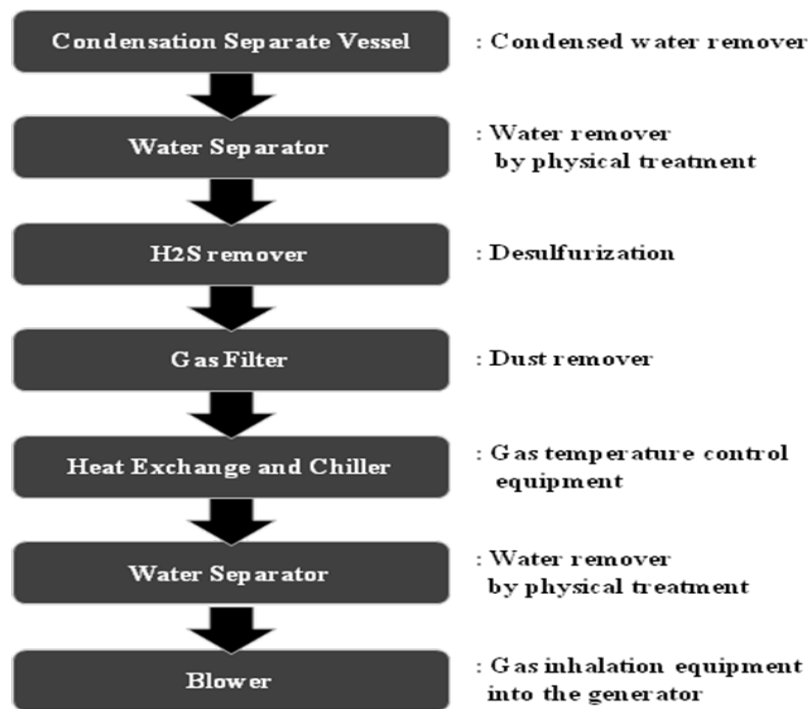 Condensation Separate Vessel : Condensed water remover
Water Separator : Water remover
by physical treatment
H2S remover : Desulfurization
Gas Filter : Dust remover
Heat Exchange and Chiller : Gas temperature control
equipment
Water Separator : Water remover
by physical treatment
Blower : Gas inhalation equipment
into the generator